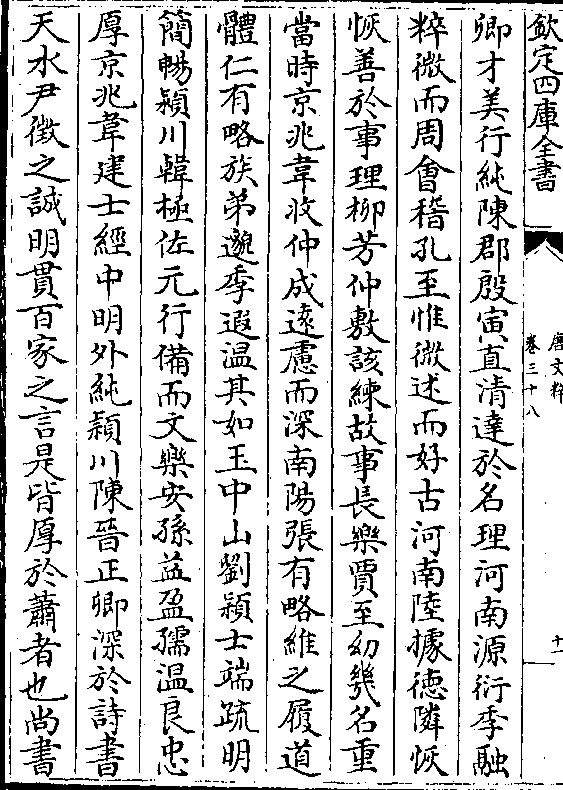 欽定四庫全書
唐文粹
卷三十八
十一
卿才美行純陳郡殷寅直清達於名理河南源衍季融
粹微而周會稽孔至惟微述而好古河南陸據德隣恢
恢善於事理柳芳仲敷該練故事長樂賈至幼幾名重
當時京兆韋收仲成遠慮而深南陽張有略維之履道
體仁有略族弟邈季遐溫其如玉中山劉潁士端疏明
簡暢潁川韓極佐元行備而文樂安孫益盈孺溫良忠
厚京兆韋建士經中明外純潁川陳晉正卿深於詩書
天水尹徵之誠明貫百家之言是皆厚於蕭者也尚書